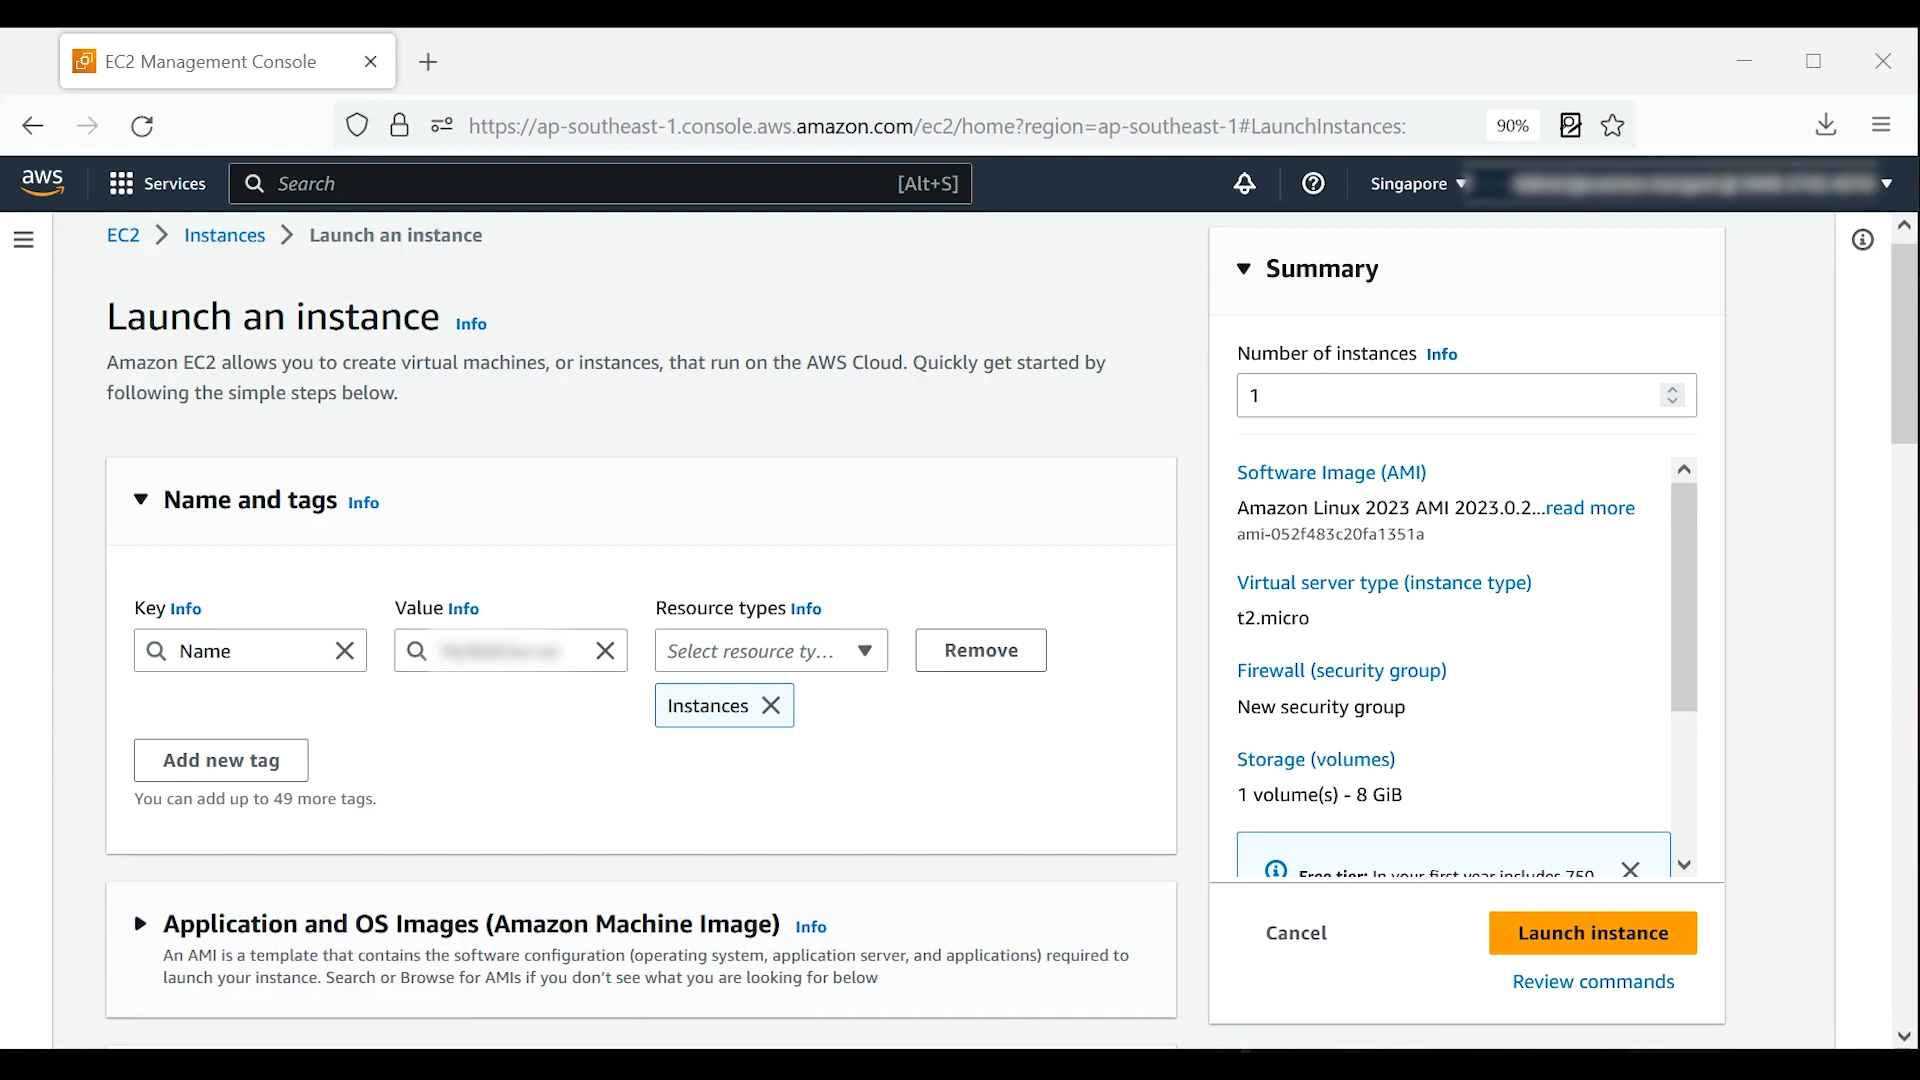 EC2 Management Console
https://ap-southeast-1.console.aws.amazon.com/ec2/home?region=ap-southeast-1#LaunchInstances:
90%
aws
Services
Search
[Alt+S]
Singapore
EC2 > Instances > Launch an instance
Launch an instance Info
Amazon EC2 allows you to create virtual machines, or instances, that run on the AWS Cloud. Quickly get started by
following the simple steps below.
Name and tags Info
Key Info
Value Info
Resource types Info
Name
Select resource ty...
Remove
Instances
Add new tag
You can add up to 49 more tags.
Application and OS Images (Amazon Machine Image) Info
An AMI is a template that contains the software configuration (operating system, application server, and applications) required to
launch your instance. Search or Browse for AMIs if you don't see what you are looking for below
Summary
Number of instances Info
1
Software Image (AMI)
Amazon Linux 2023 AMI 2023.0.2...read more
ami-052f483c20fa1351a
Virtual server type (instance type)
t2.micro
Firewall (security group)
New security group
Storage (volumes)
1 volume(s) - 8 GiB
Free tier: In your first year includes 750
Cancel
Launch instance
Review commands